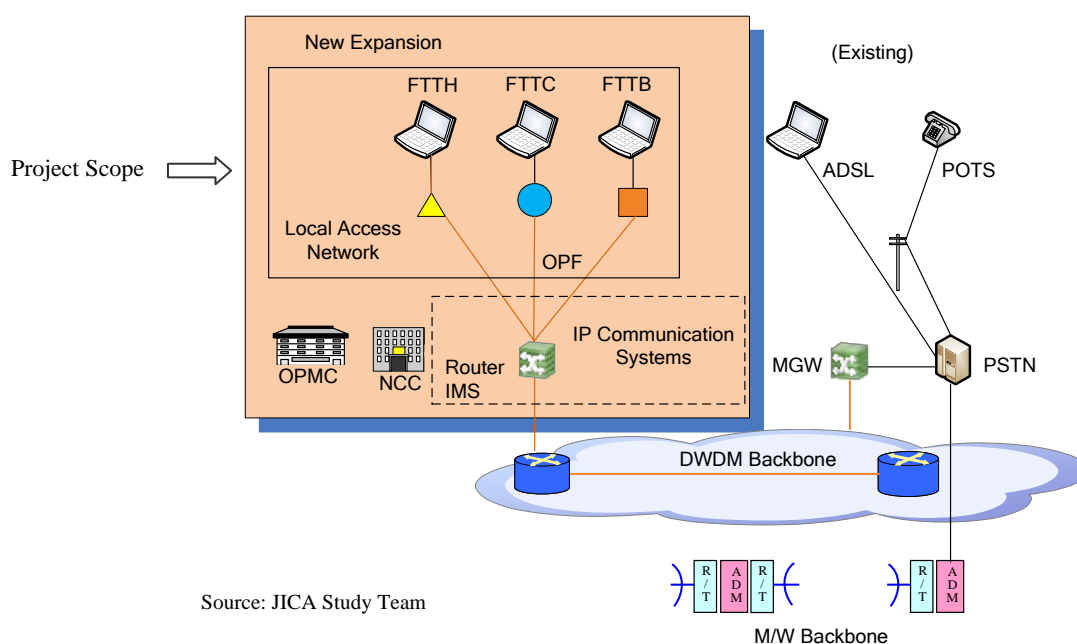 New Expansion
(Existing)
FTTH
FTTC
FTTB
Project Scope
ADSL
POTS
Local Access
Network
OPF
IP Communication
Systems
OPMC
NCC
Router
IMS
MGW
PSTN
DWDM Backbone
R/T
ADM
R/T
R/T
ADM
Source: JICA Study Team
M/W Backbone